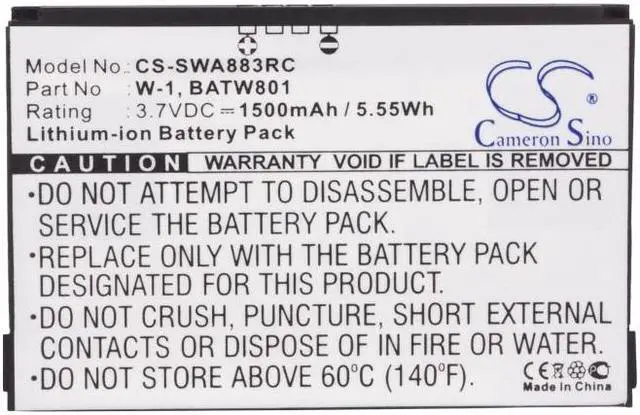 Model No.: CS-SWA883RC
Part No.: W-1, BATW801
Rating : 3.7VDC ⎓ 1500mAh / 5.55Wh
Lithium-ion Battery Pack
CS
®
Cameron Sino
CAUTION WARRANTY VOID IF LABEL IS REMOVED
•DO NOT ATTEMPT TO DISASSEMBLE, OPEN OR
SERVICE THE BATTERY PACK.
•REPLACE ONLY WITH THE BATTERY PACK
DESIGNATED FOR THIS PRODUCT.
•DO NOT CRUSH, PUNCTURE, SHORT EXTERNAL
CONTACTS OR DISPOSE OF IN FIRE OR WATER.
•DO NOT STORE ABOVE 60°C (140°F).
CE
Made in China